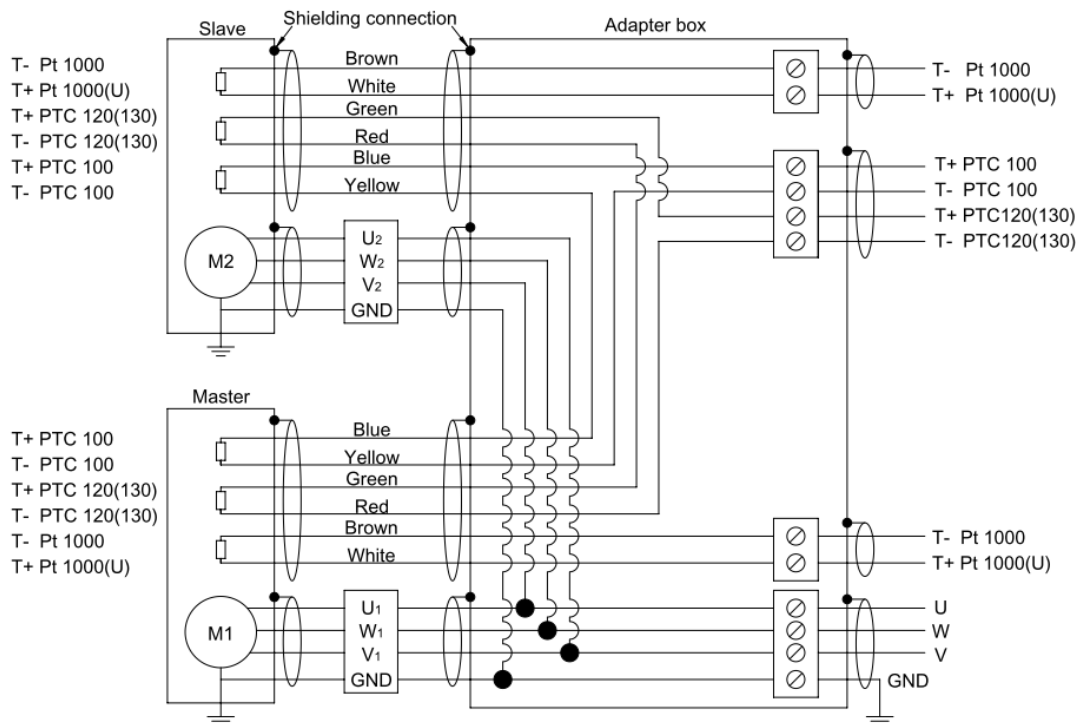 Slave
Shielding connection
Adapter box
T- Pt 1000
T+ Pt 1000(U)
T+ PTC 120(130)
T- PTC 120(130)
T+ PTC 100
T- PTC 100
Brown
White
Green
Red
Blue
Yellow
T- Pt 1000
T+ Pt 1000(U)
T+ PTC 100
T- PTC 100
T+ PTC120(130)
T- PTC120(130)
M2
U2
W2
V2
GND
Master
T+ PTC 100
T- PTC 100
T+ PTC 120(130)
T- PTC 120(130)
T- Pt 1000
T+ Pt 1000(U)
Blue
Yellow
Green
Red
Brown
White
T- Pt 1000
T+ Pt 1000(U)
M1
U1
W1
V1
GND
U
W
V
GND